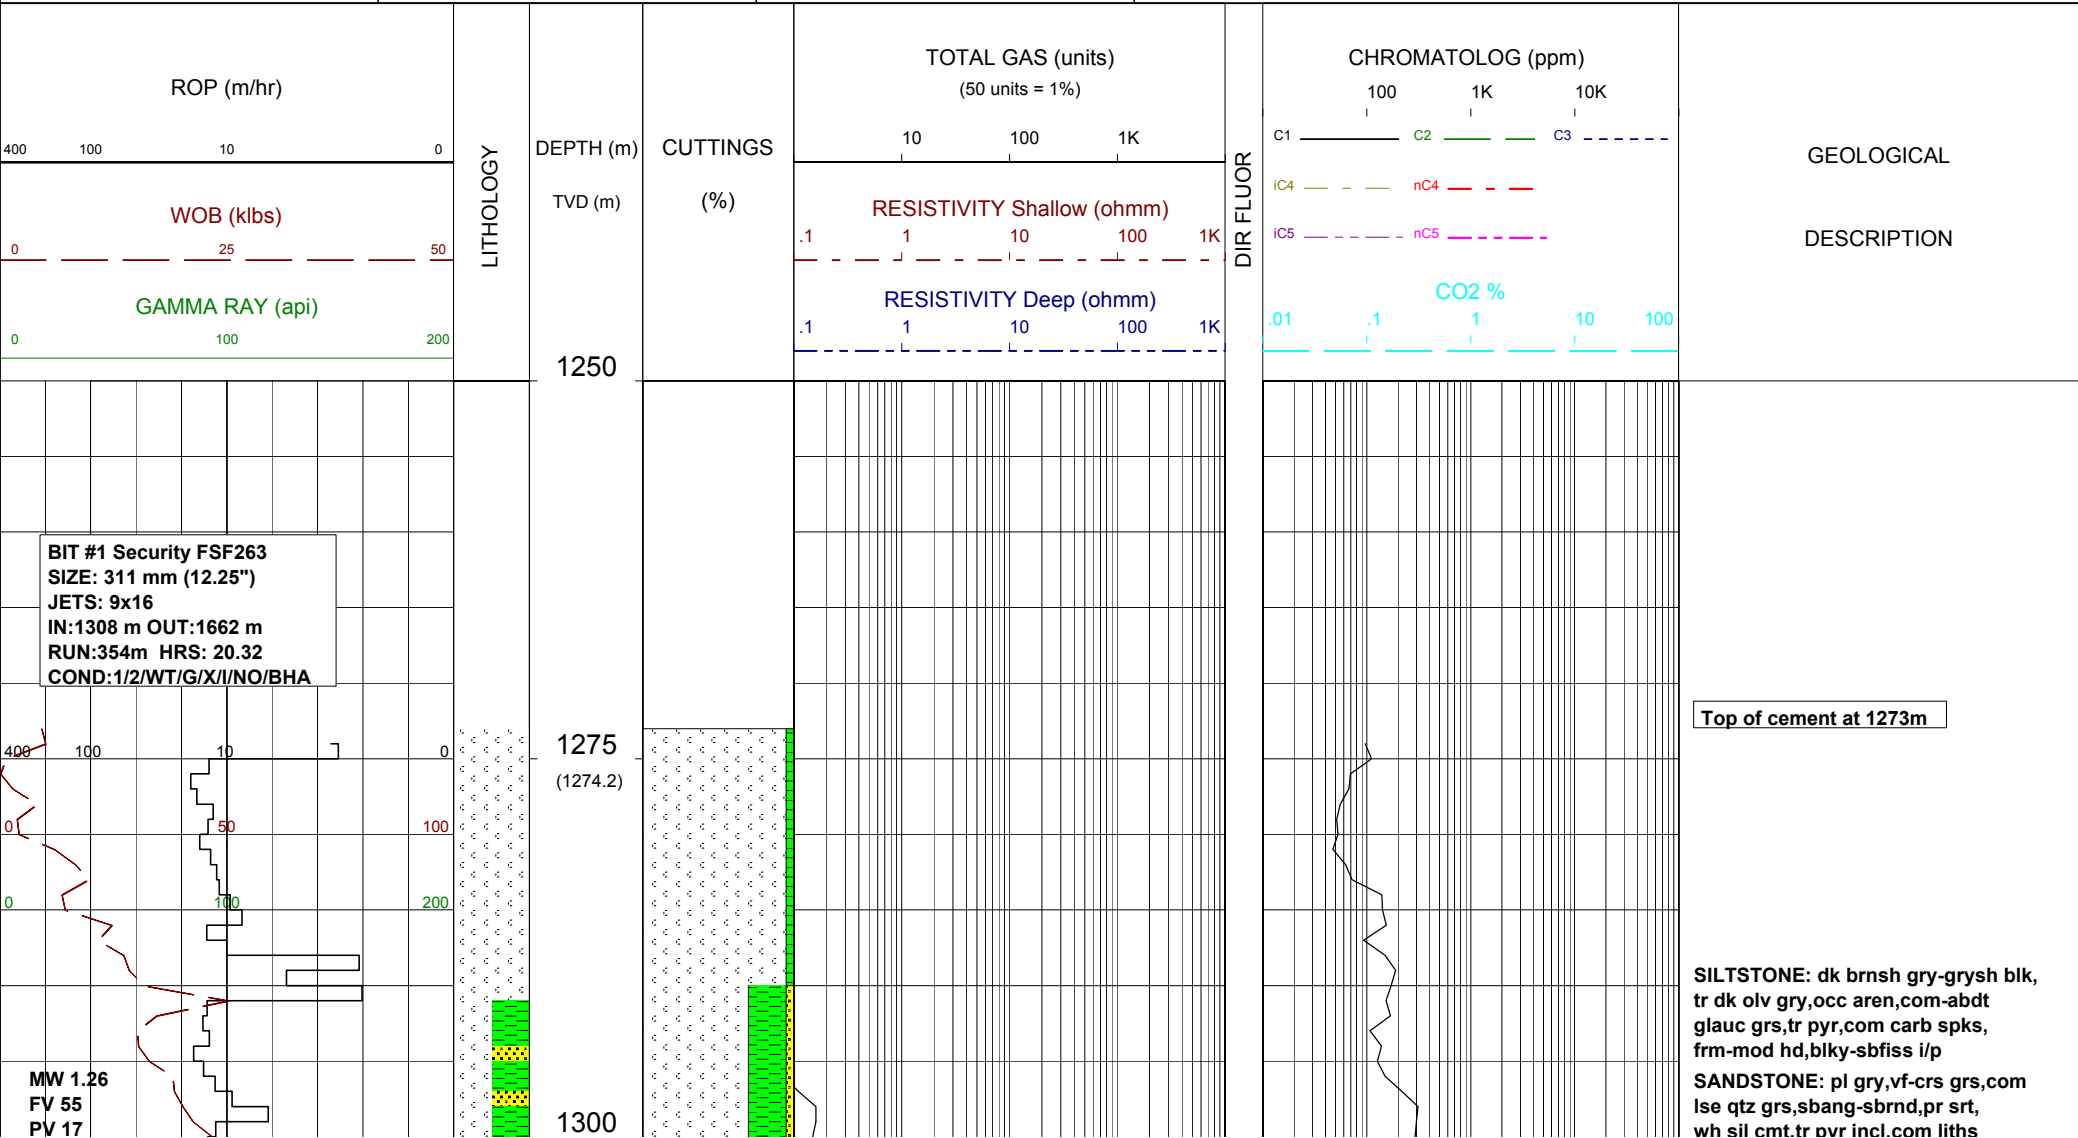 ROP (m/hr)
400 100 10 0
WOB (klbs)
0 25 50
GAMMA RAY (api)
0 100 200
LITHOLOGY
DEPTH (m)
TVD (m)
1250
CUTTINGS
(%)
TOTAL GAS (units)
(50 units = 1%)
10 100 1K
RESISTIVITY Shallow (ohmm)
.1 1 10 100 1K
RESISTIVITY Deep (ohmm)
.1 1 10 100 1K
DIR FLUOR
CHROMATOLOG (ppm)
100 1K 10K
C1 C2 C3
iC4 nC4
iC5 nC5
CO2 %
.01 .1 1 10 100
GEOLOGICAL
DESCRIPTION
BIT #1 Security FSF263
SIZE: 311 mm (12.25")
JETS: 9x16
IN:1308 m OUT:1662 m
RUN:354m HRS: 20.32
COND:1/2/WT/G/X/I/NO/BHA
Top of cement at 1273m
400 100 10 0
1275
(1274.2)
0 50 100
0 100 200
SILTSTONE: dk brnsh gry-grysh blk,
tr dk olv gry,occ aren,com-abdt
glauc grs,tr pyr,com carb spks,
frm-mod hd,blky-sbfiss i/p
SANDSTONE: pl gry,vf-crs grs,com
lse qtz grs,sbang-sbrnd,pr srt,
wh sil cmt,tr pyr incl,com liths
MW 1.26
FV 55
PV 17
1300